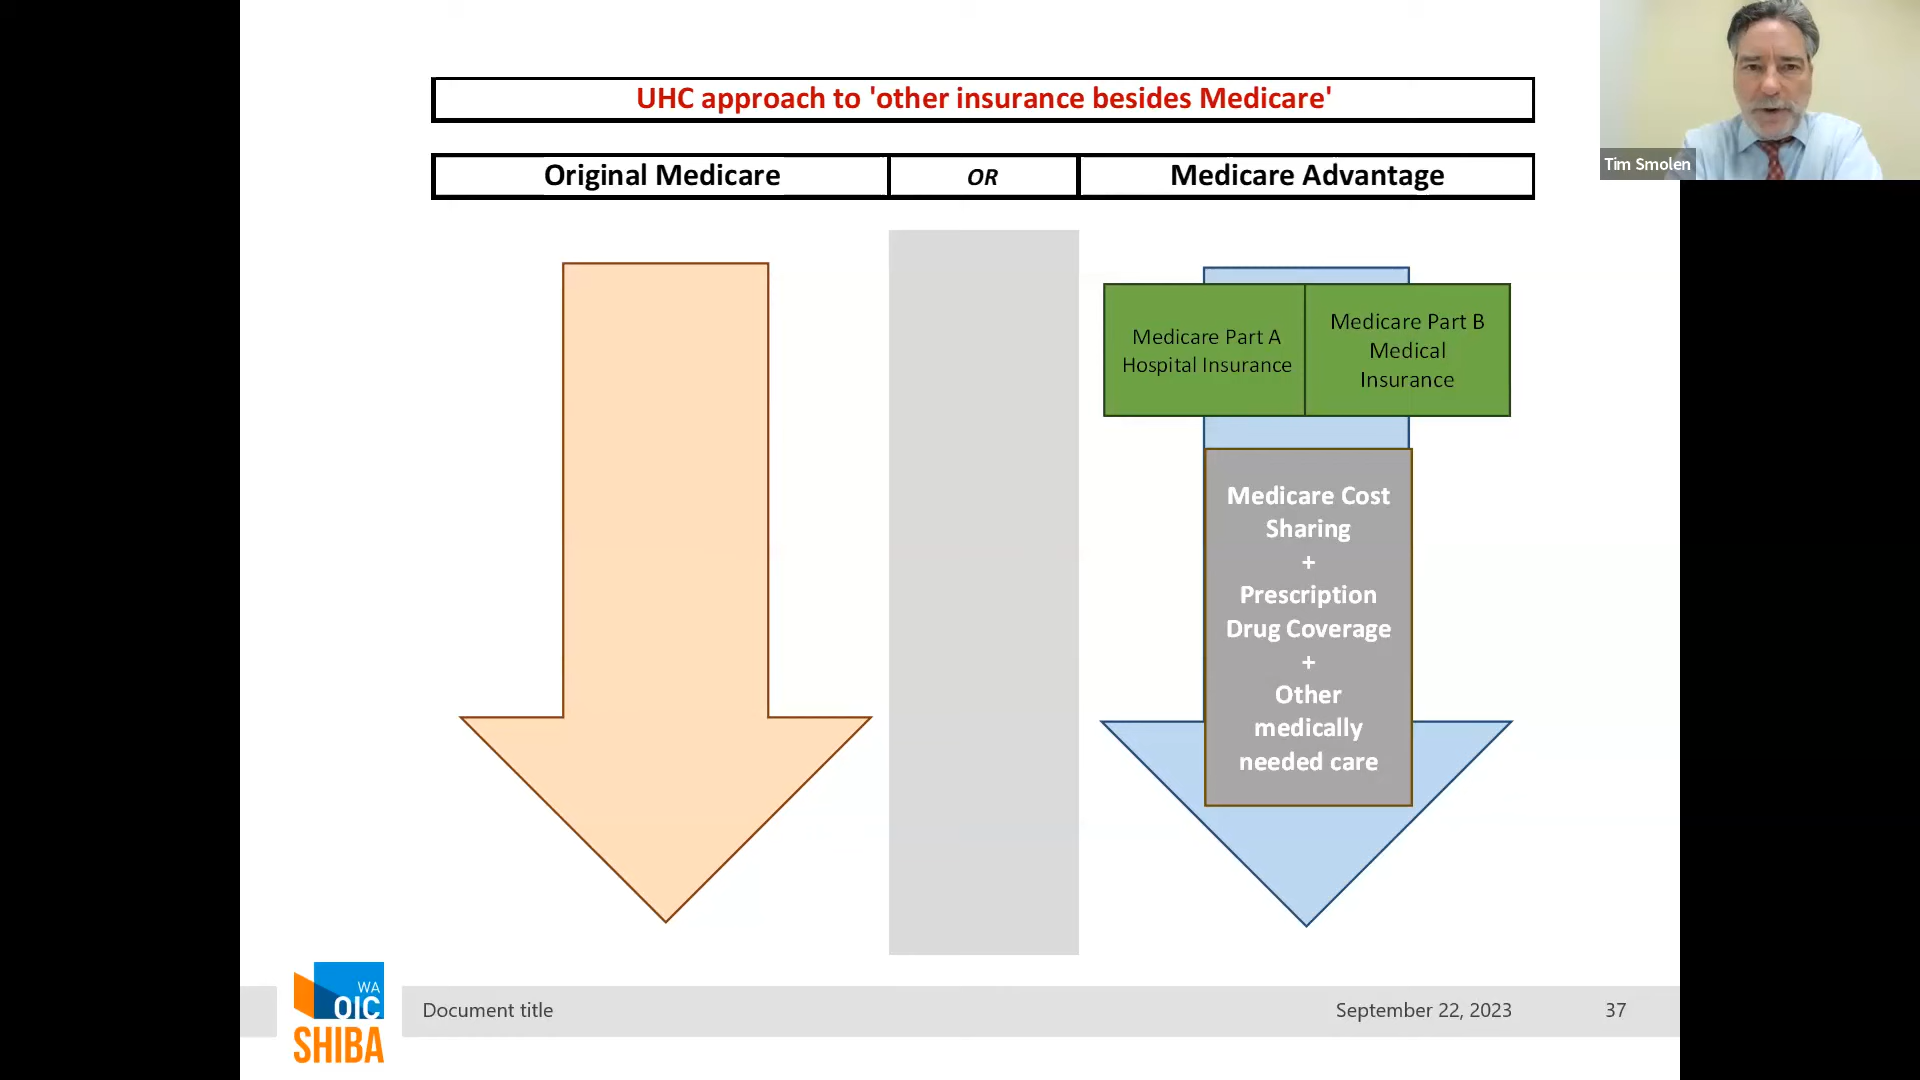 UHC approach to 'other insurance besides Medicare'
Original Medicare
OR
Medicare Advantage
Medicare Part A
Hospital Insurance
Medicare Part B
Medical
Insurance
Medicare Cost
Sharing
+
Prescription
Drug Coverage
+
Other
medically
needed care
Tim Smolen
WA
OIC
SHIBA
Document title
September 22, 2023
37